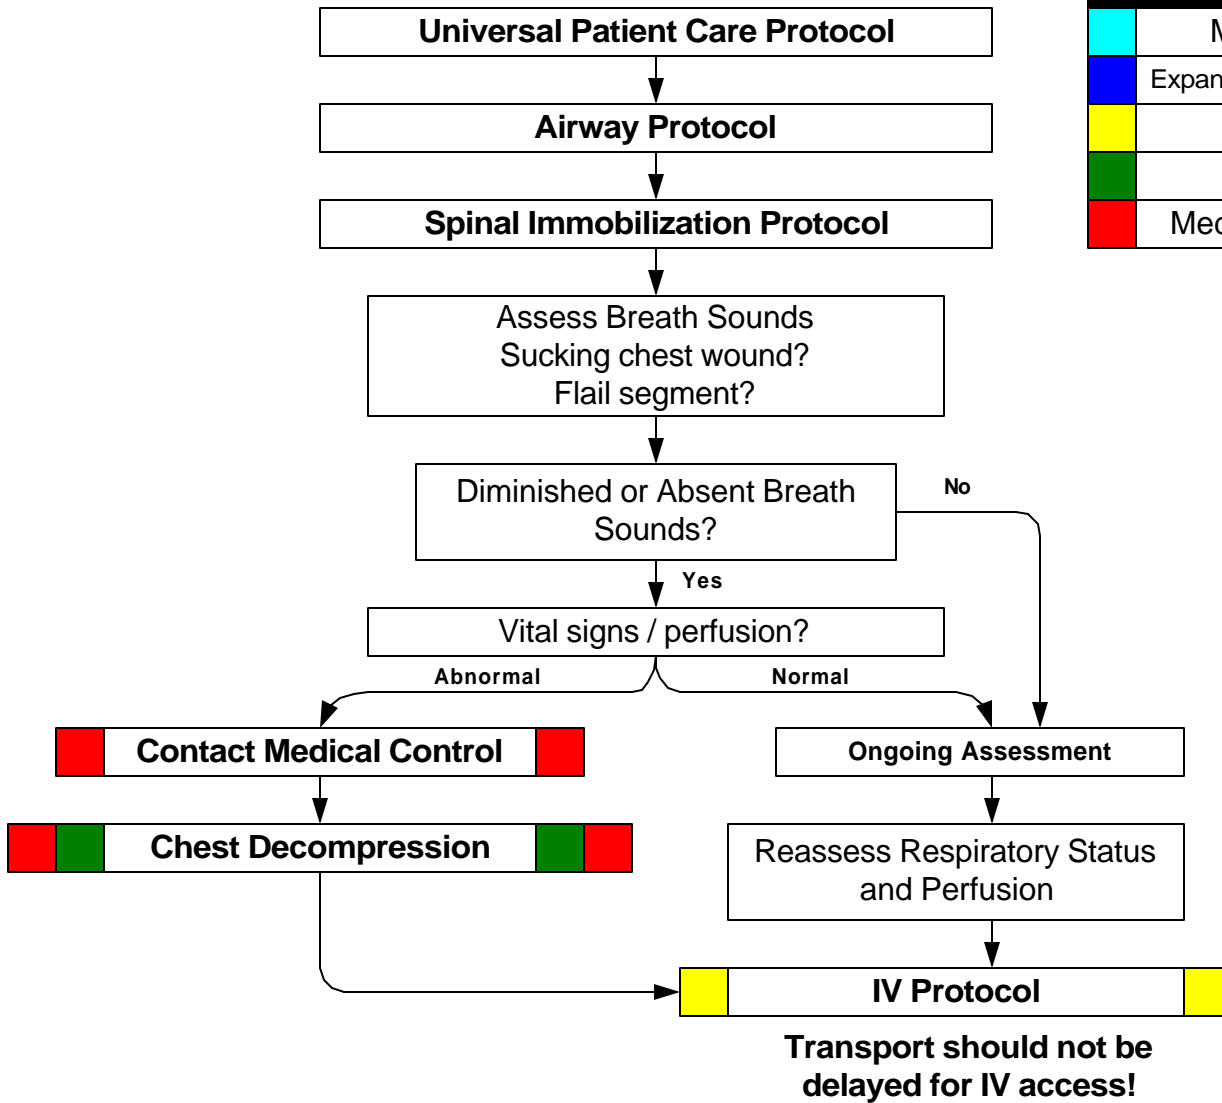 Universal Patient Care Protocol
Airway Protocol
Spinal Immobilization Protocol
Assess Breath Sounds
Sucking chest wound?
Flail segment?
Diminished or Absent Breath
Sounds?
No
Yes
Vital signs / perfusion?
Abnormal
Normal
Contact Medical Control
Ongoing Assessment
Chest Decompression
Reassess Respiratory Status
and Perfusion
IV Protocol
Transport should not be
delayed for IV access!